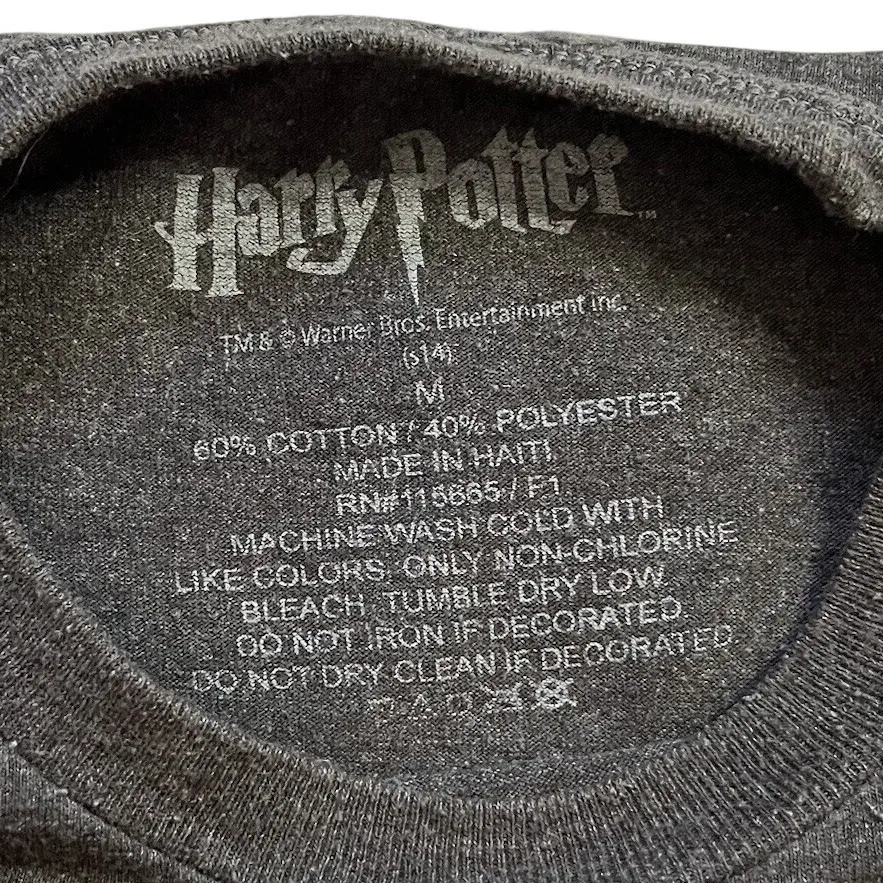 Harry Potter™
TM & © Warner Bros. Entertainment Inc.
(s14)
M
60% COTTON / 40% POLYESTER
MADE IN HAITI
RN#115665 / F1
MACHINE WASH COLD WITH
LIKE COLORS. ONLY NON-CHLORINE
BLEACH. TUMBLE DRY LOW.
DO NOT IRON IF DECORATED.
DO NOT DRY CLEAN IF DECORATED.